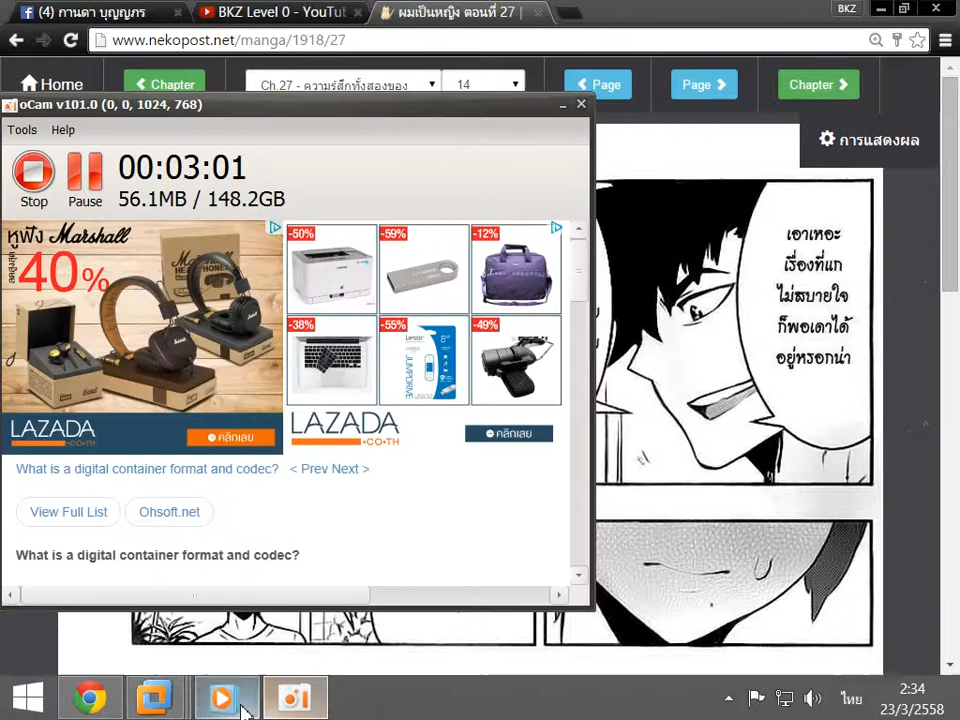 (4) กานดา บุญญภร
BKZ Level 0 - YouTub
ผมเป็นหญิง ตอนที่ 27 |
BKZ
www.nekopost.net/manga/1918/27
Home
Chapter
Ch.27 - ความรู้สึกทั้งสองของ
14
Page
Page
Chapter
oCam v101.0 (0, 0, 1024, 768)
Tools
Help
การแสดงผล
Stop
Pause
00:03:01
56.1MB / 148.2GB
หูฟัง Marshall
ลดสูงสุด
40%
-50%
-59%
-12%
-38%
-55%
-49%
LAZADA
.CO.TH
คลิกเลย
LAZADA
.CO.TH
คลิกเลย
What is a digital container format and codec?
< Prev Next >
View Full List
Ohsoft.net
What is a digital container format and codec?
เอาเหอะ
เรื่องที่แก
ไม่สบายใจ
ก็พอเดาได้
อยู่หรอกน่า
ไทย
2:34
23/3/2558